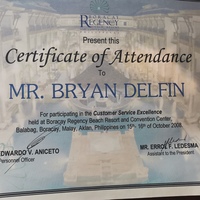 BORACAY
REGENCY
Present this
Certificate of Attendance
To
MR. BRYAN DELFIN
For participating in the Customer Service Excellence
held at Boracay Regency Beach Resort and Convention Center,
Balabag, Boracay, Malay, Aklan, Philippines on 15th 16th of October 2008
EDWARDO V. ANICETO
Personnel Officer
MR. ERROL F. LEDESMA
Assistant to the President